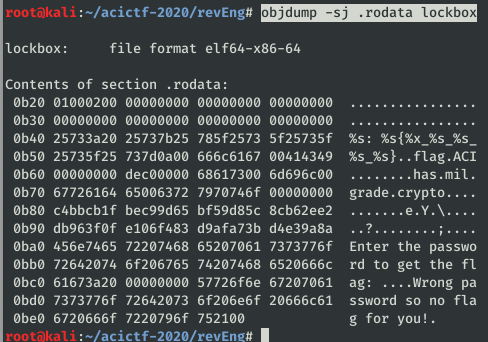 root@kali:~/acictf-2020/revEng# objdump -sj .rodata lockbox
lockbox:     file format elf64-x86-64
Contents of section .rodata:
 0b20 01000200 00000000 00000000 00000000  ................
 0b30 00000000 00000000 00000000 00000000  ................
 0b40 25733a20 25737b25 785f2573 5f25735f  %s: %s{%x_%s_%s_
 0b50 25735f25 737d0a00 666c6167 00414349  %s_%s}..flag.ACI
 0b60 00000000 dec00000 68617300 6d696c00  ........has.mil.
 0b70 67726164 65006372 7970746f 00000000  grade.crypto....
 0b80 c4bbcb1f bec99d65 bf59d85c 8cb62ee2  .......e.Y.\....
 0b90 db963f0f e106f483 d9afa73b d4e39a8a  ..?........;....
 0ba0 456e7465 72207468 65207061 7373776f  Enter the passwo
 0bb0 72642074 6f206765 74207468 6520666c  rd to get the fl
 0bc0 61673a20 00000000 57726f6e 67207061  ag: ....Wrong pa
 0bd0 7373776f 72642073 6f206e6f 20666c61  ssword so no fla
 0be0 6720666f 7220796f 752100             g for you!.
root@kali:~/acictf-2020/revEng#